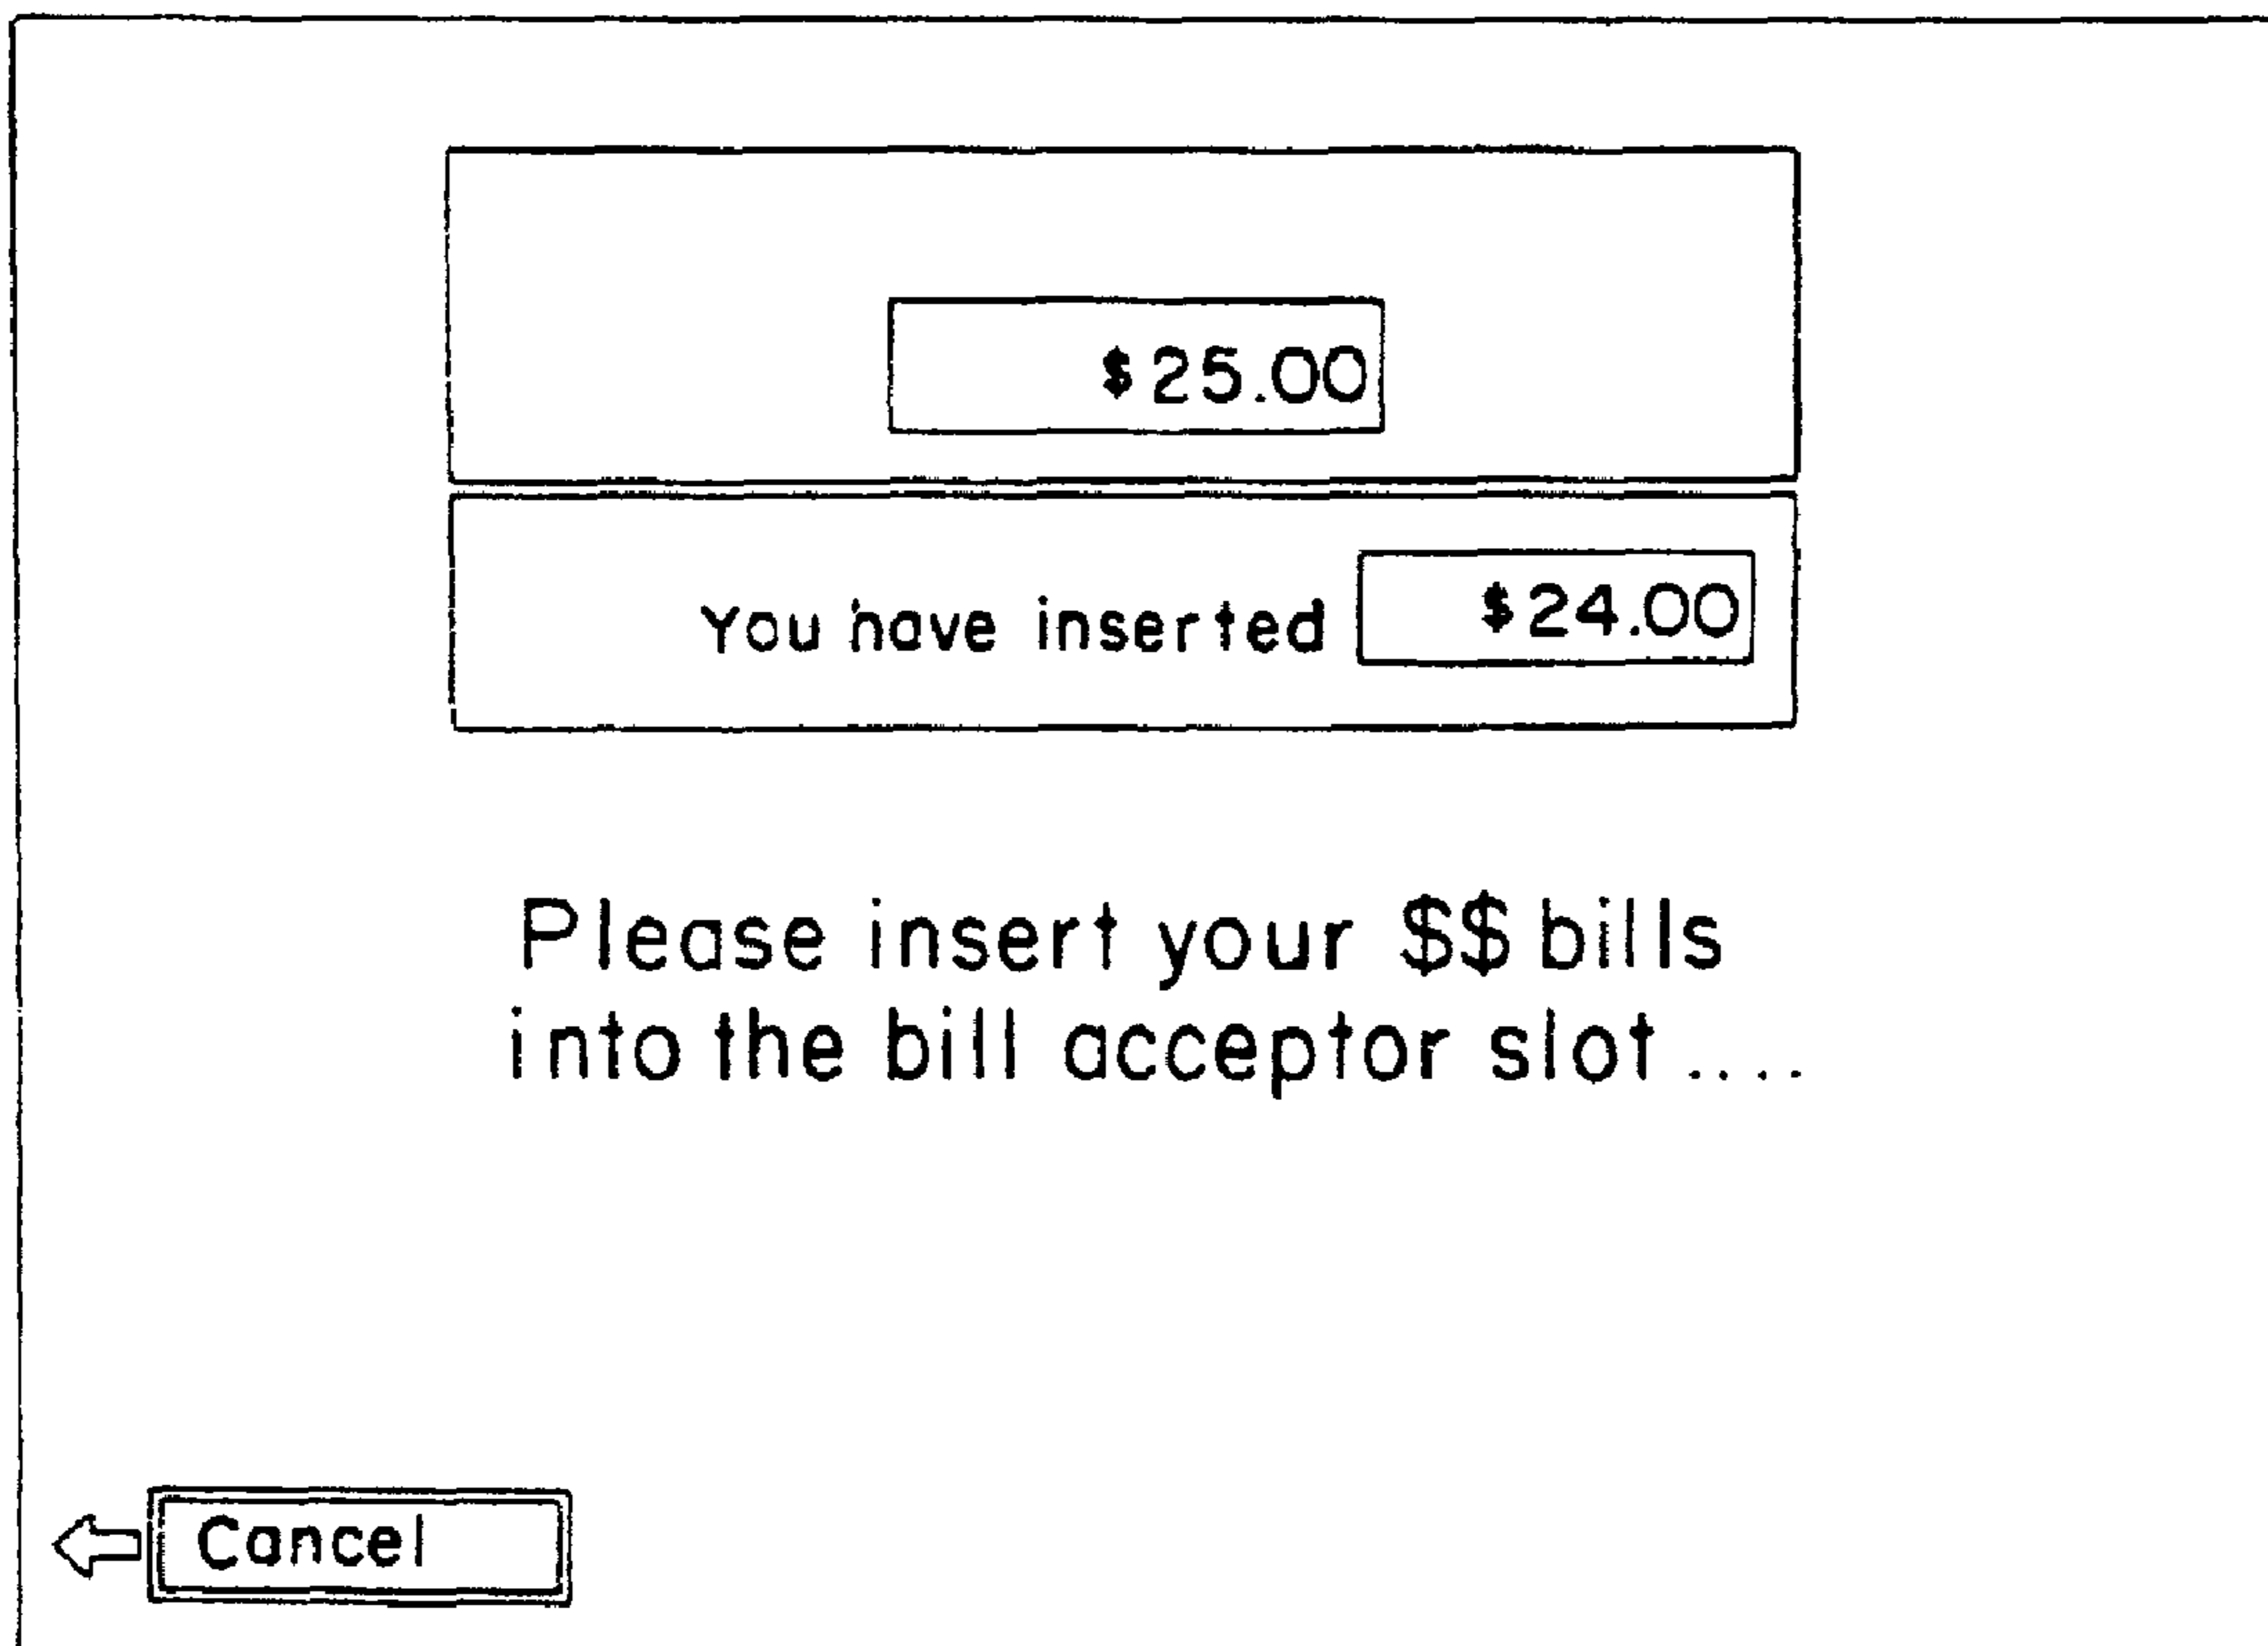 $25.00
You have inserted $24.00
Please insert your $$ bills
into the bill acceptor slot ....
Cancel